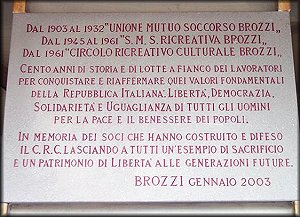 DAL 1903 AL 1932 "UNIONE MUTUO SOCCORSO BROZZI„
DAL 1945 AL 1961 "S. M. S. RICREATIVA BROZZI„
DAL 1961 "CIRCOLO RICREATIVO CULTURALE BROZZI„
CENTO ANNI DI STORIA E DI LOTTE A FIANCO DEI LAVORATORI
PER CONQUISTARE E RIAFFERMARE QUEI VALORI FONDAMENTALI
DELLA REPUBBLICA ITALIANA: LIBERTÀ, DEMOCRAZIA,
SOLIDARIETÀ E UGUAGLIANZA DI TUTTI GLI UOMINI
PER LA PACE E IL BENESSERE DEI POPOLI.
IN MEMORIA DEI SOCI CHE HANNO COSTRUITO E DIFESO
IL C.R.C. LASCIANDO A TUTTI UN'ESEMPIO DI SACRIFICIO
E UN PATRIMONIO DI LIBERTÀ ALLE GENERAZIONI FUTURE.
BROZZI GENNAIO 2003